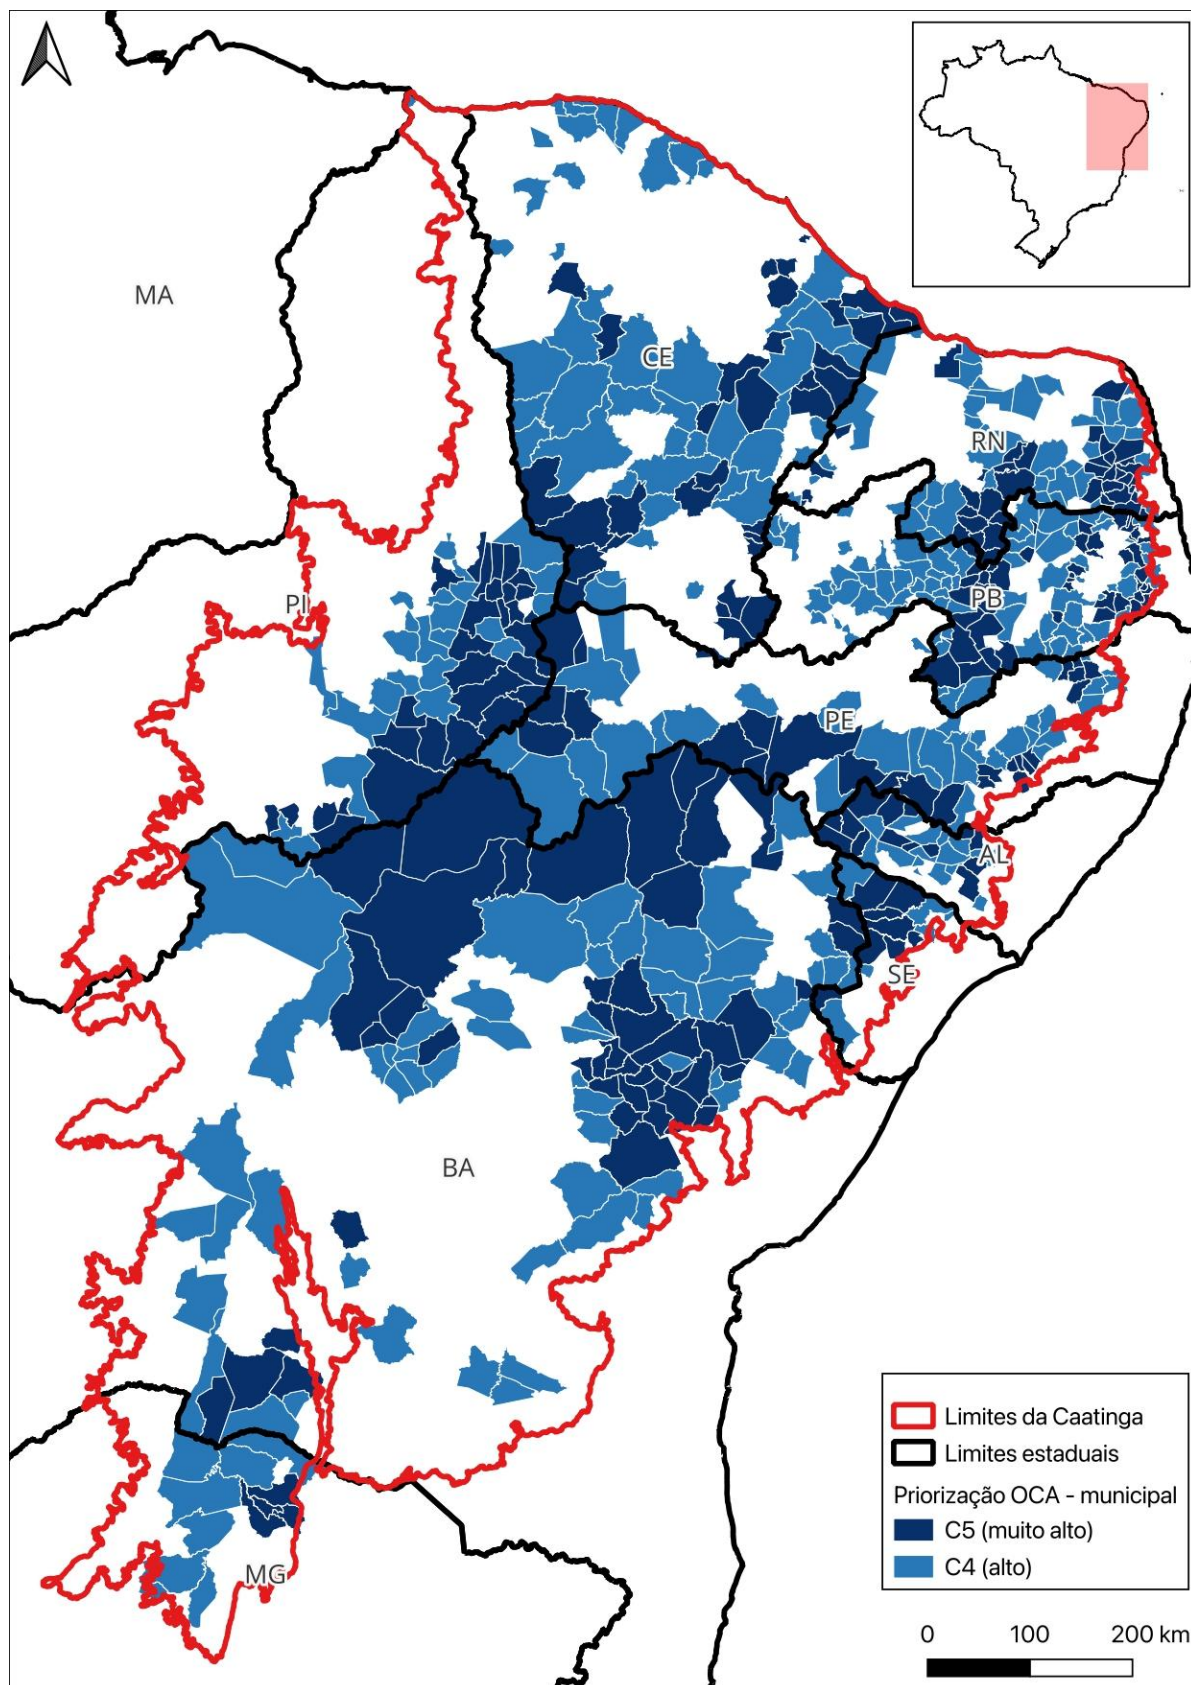 MA
CE
RN
PI
PB
PE
AL
SE
BA
MG
Limites da Caatinga
Limites estaduais
Priorização OCA - municipal
C5 (muito alto)
C4 (alto)
0 100 200 km